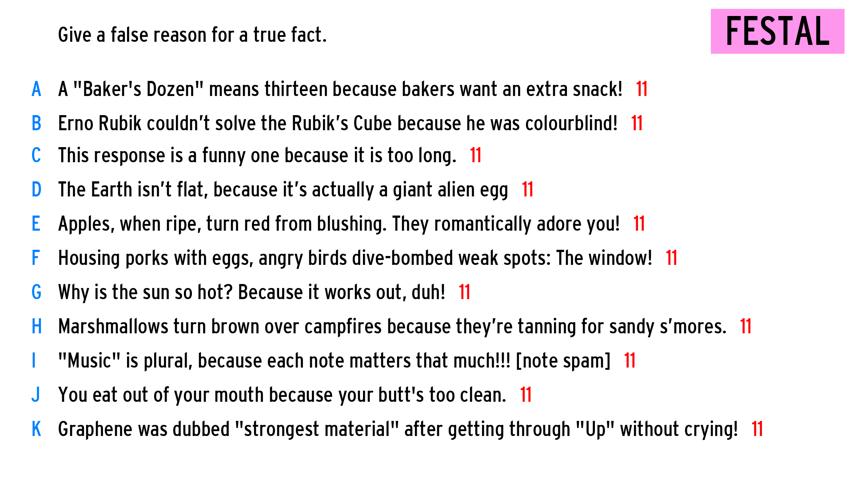 Give a false reason for a true fact.
FESTAL
A A "Baker's Dozen" means thirteen because bakers want an extra snack! 11
B Erno Rubik couldn’t solve the Rubik’s Cube because he was colourblind! 11
C This response is a funny one because it is too long. 11
D The Earth isn’t flat, because it’s actually a giant alien egg 11
E Apples, when ripe, turn red from blushing. They romantically adore you! 11
F Housing porks with eggs, angry birds dive-bombed weak spots: The window! 11
G Why is the sun so hot? Because it works out, duh! 11
H Marshmallows turn brown over campfires because they’re tanning for sandy s’mores. 11
I "Music" is plural, because each note matters that much!!! [note spam] 11
J You eat out of your mouth because your butt's too clean. 11
K Graphene was dubbed "strongest material" after getting through "Up" without crying! 11